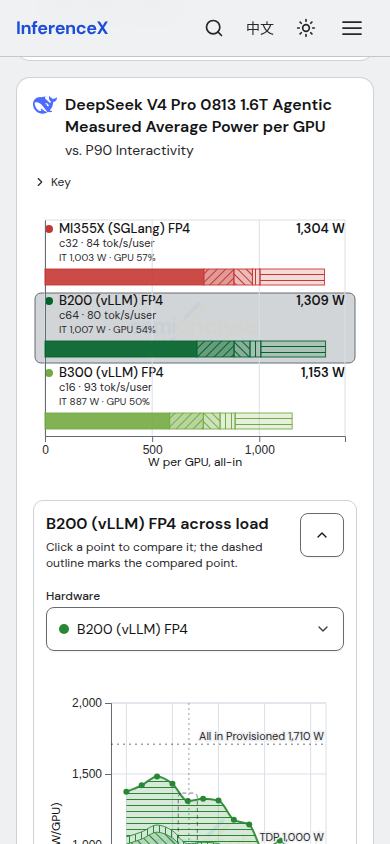 InferenceX
中文
DeepSeek V4 Pro 0813 1.6T Agentic
Measured Average Power per GPU
vs. P90 Interactivity
Key
MI355X (SGLang) FP4
1,304 W
c32 · 84 tok/s/user
IT 1,003 W · GPU 57%
B200 (vLLM) FP4
1,309 W
c64 · 80 tok/s/user
IT 1,007 W · GPU 54%
B300 (vLLM) FP4
1,153 W
c16 · 93 tok/s/user
IT 887 W · GPU 50%
0
500
1,000
W per GPU, all-in
B200 (vLLM) FP4 across load
Click a point to compare it; the dashed
outline marks the compared point.
Hardware
B200 (vLLM) FP4
2,000
All in Provisioned 1,710 W
1,500
TDP 1,000 W
1,000
W/GPU)